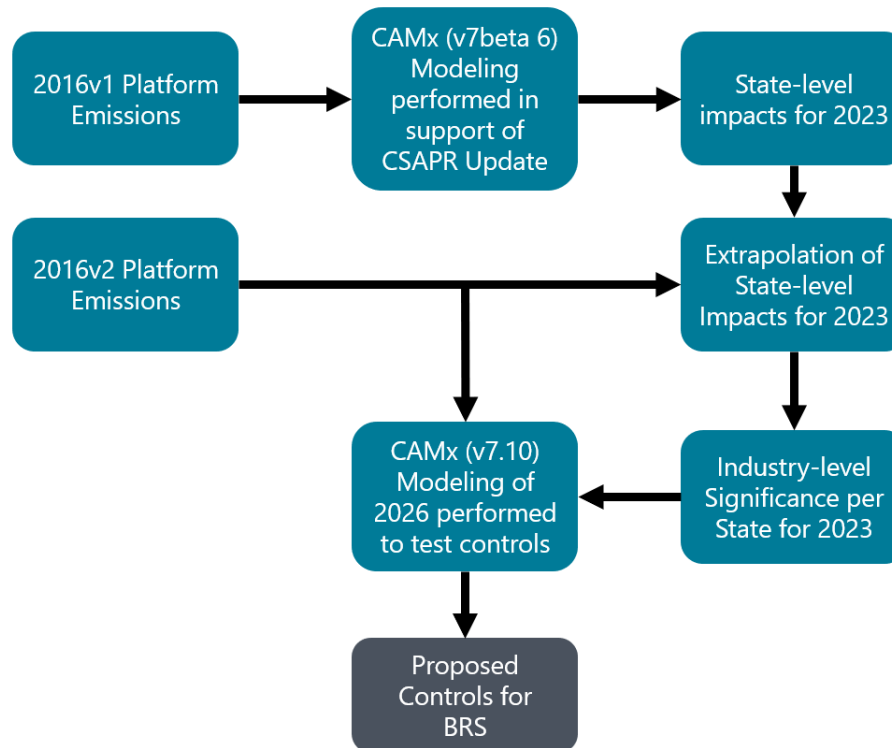 2016v1 Platform
Emissions
CAMx (v7beta 6)
Modeling
performed in
support of
CSAPR Update
State-level
impacts for 2023
2016v2 Platform
Emissions
Extrapolation of
State-level
Impacts for 2023
CAMx (v7.10)
Modeling of
2026 performed
to test controls
Industry-level
Significance per
State for 2023
Proposed
Controls for
BRS